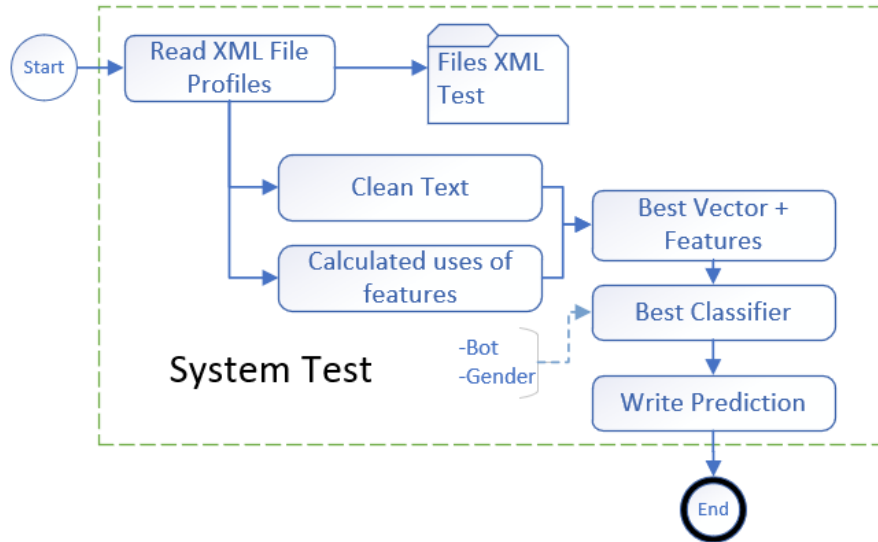 Start
Read XML File
Profiles
Files XML
Test
Clean Text
Calculated uses of
features
Best Vector +
Features
Best Classifier
-Bot
-Gender
System Test
Write Prediction
End